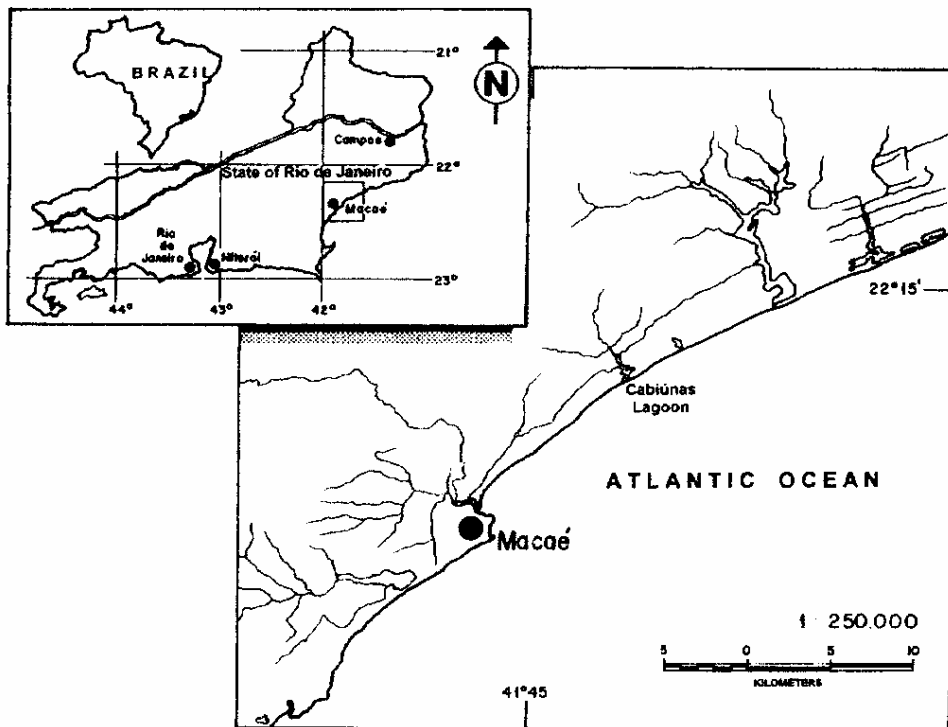 BRAZIL
21°
N
Campos
22°
State of Rio de Janeiro
Macaé
Rio
de
Janeiro
Niterói
23°
44°
43°
42°
22°15'
Cabiúnas
Lagoon
ATLANTIC OCEAN
Macaé
1 250.000
5 0 5 10
KILOMETERS
41°45